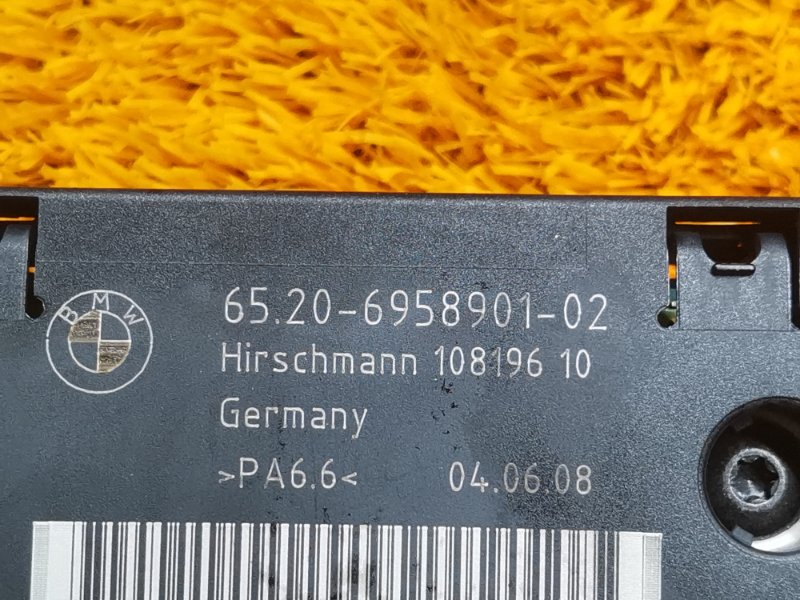 BMW
65.20-6958901-02
Hirschmann 108196 10
Germany
>PA6.6< 04.06.08